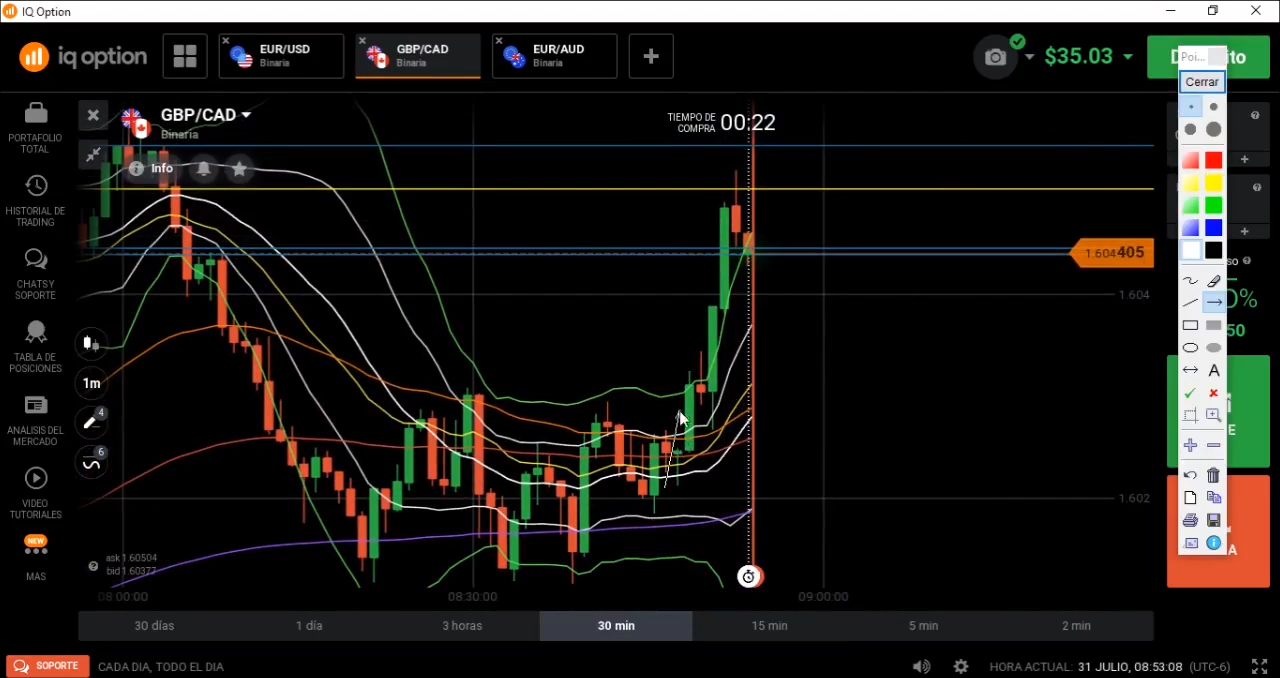 IQ Option
iq option
EUR/USD
Binaria
GBP/CAD
Binaria
EUR/AUD
Binaria
$35.03
Poi...
Cerrar
PORTAFOLIO
TOTAL
HISTORIAL DE
TRADING
CHATS Y
SOPORTE
TABLA DE
POSICIONES
ANÁLISIS DEL
MERCADO
VIDEO
TUTORIALES
NEW
MAS
GBP/CAD
Binaria
Info
TIEMPO DE
COMPRA 00:22
1.604405
1.604
1.602
1m
4
6
A
ask 1.60504
bid 1.60377
08:00:00
08:30:00
09:00:00
30 días
1 día
3 horas
30 min
15 min
5 min
2 min
SOPORTE
CADA DIA, TODO EL DIA
HORA ACTUAL: 31 JULIO, 08:53:08 (UTC-6)